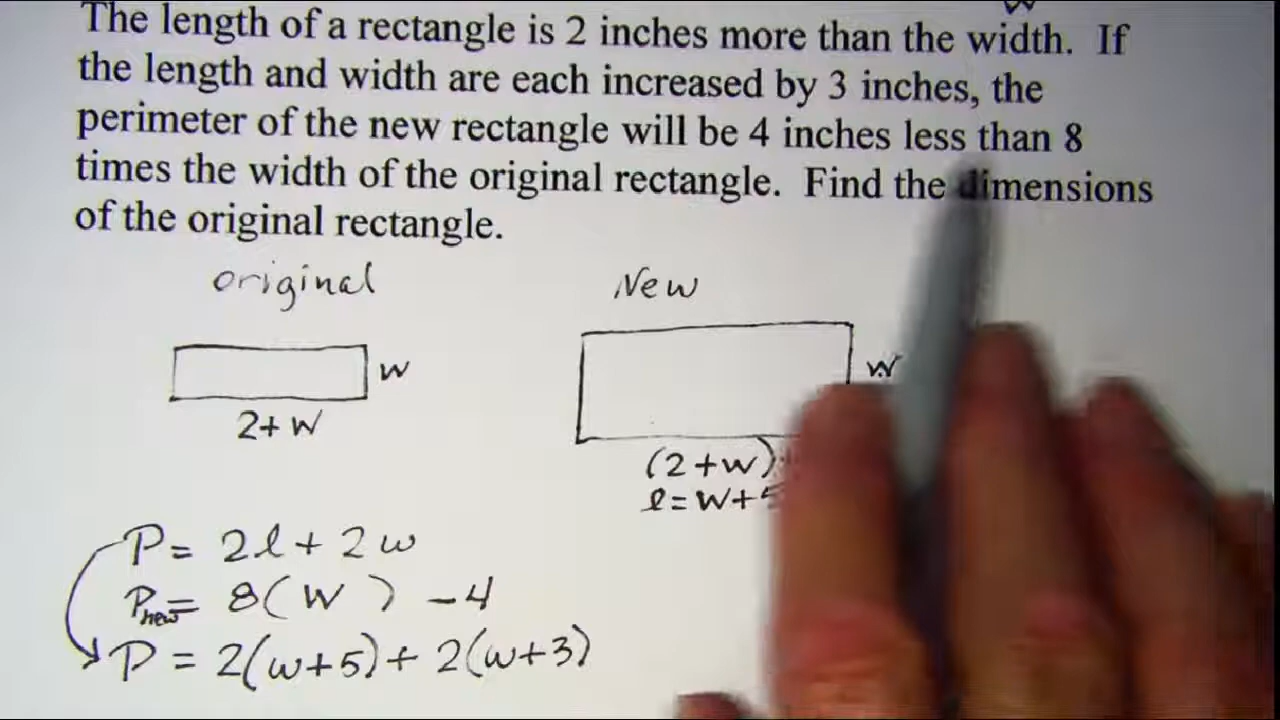 The length of a rectangle is 2 inches more than the width. If
the length and width are each increased by 3 inches, the
perimeter of the new rectangle will be 4 inches less than 8
times the width of the original rectangle. Find the dimensions
of the original rectangle.
original New
w w
2+w (2+w)
l=w+5
P= 2l+2w
Pnew= 8(w) -4
P = 2(w+5)+2(w+3)